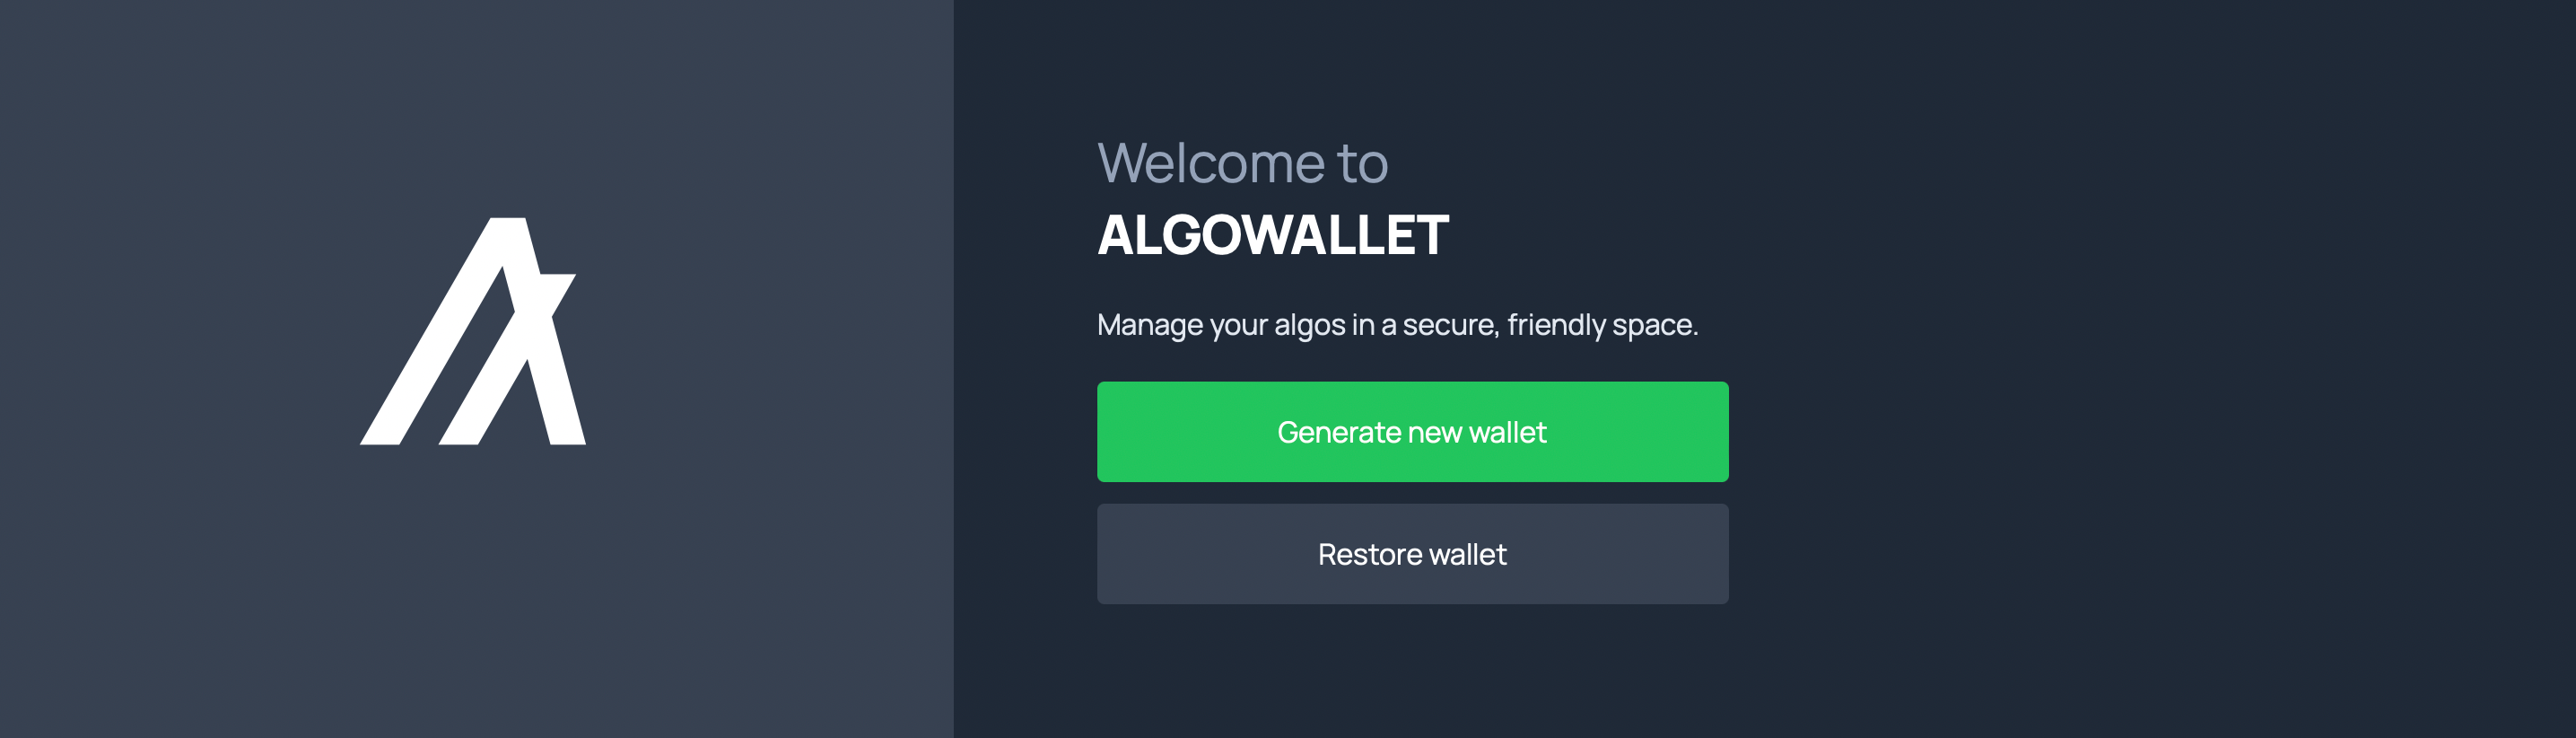 Welcome to
ALGOWALLET
Manage your algos in a secure, friendly space.
Generate new wallet
Restore wallet